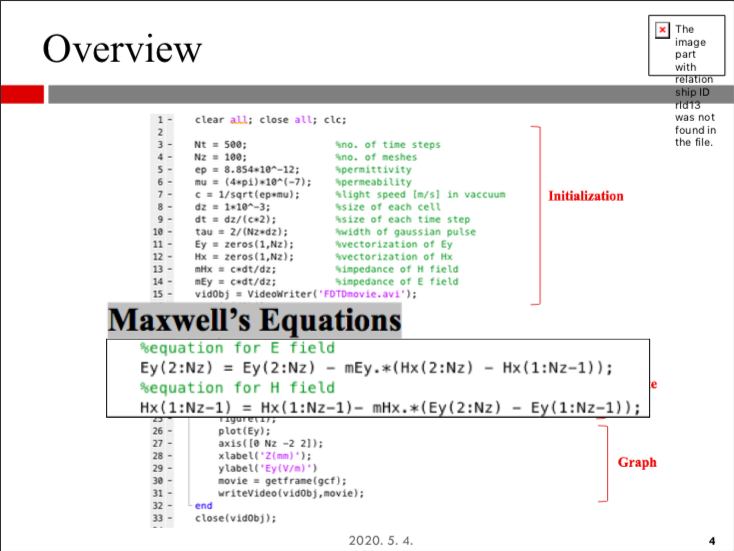 Overview
The
image
part
with
relation
ship ID
rId13
was not
found in
the file.
1 - clear all; close all; clc;
2
3 - Nt = 500; %no. of time steps
4 - Nz = 100; %no. of meshes
5 - ep = 8.854*10^-12; %permittivity
6 - mu = (4*pi)*10^(-7); %permeability
7 - c = 1/sqrt(ep*mu); %light speed [m/s] in vaccuum
8 - dz = 1*10^-3; %size of each cell
9 - dt = dz/(c*2); %size of each time step
10 - tau = 2/(Nz*dz); %width of gaussian pulse
11 - Ey = zeros(1,Nz); %vectorization of Ey
12 - Hx = zeros(1,Nz); %vectorization of Hx
13 - mHx = c*dt/dz; %impedance of H field
14 - mEy = c*dt/dz; %impedance of E field
15 - vidObj = VideoWriter('FDTDmovie.avi');
Initialization
Maxwell's Equations
%equation for E field
Ey(2:Nz) = Ey(2:Nz) - mEy.*(Hx(2:Nz) - Hx(1:Nz-1));
%equation for H field
Hx(1:Nz-1) = Hx(1:Nz-1)- mHx.*(Ey(2:Nz) - Ey(1:Nz-1));
e
25 - figure(1);
26 - plot(Ey);
27 - axis([0 Nz -2 2]);
28 - xlabel('Z(mm)');
29 - ylabel('Ey(V/m)')
30 - movie = getframe(gcf);
31 - writeVideo(vidObj,movie);
32 - end
33 - close(vidObj);
Graph
2020. 5. 4.
4